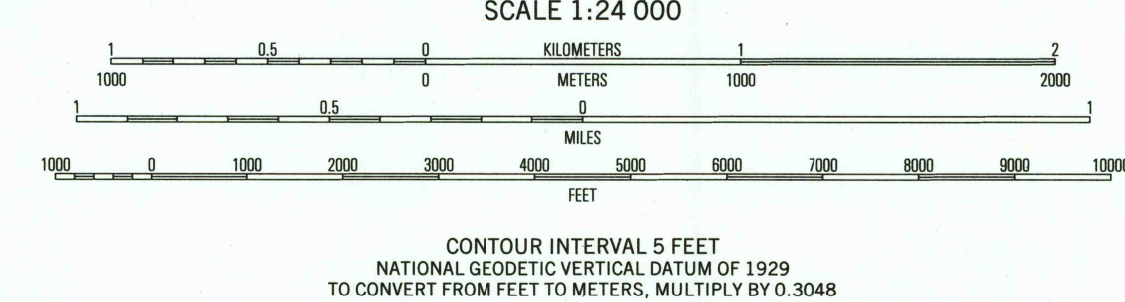 SCALE 1:24 000
1 0.5 0 KILOMETERS 1 2
1000 0 METERS 1000 2000
1 0.5 0 1
MILES
1000 0 1000 2000 3000 4000 5000 6000 7000 8000 9000 10000
FEET
CONTOUR INTERVAL 5 FEET
NATIONAL GEODETIC VERTICAL DATUM OF 1929
TO CONVERT FROM FEET TO METERS, MULTIPLY BY 0.3048